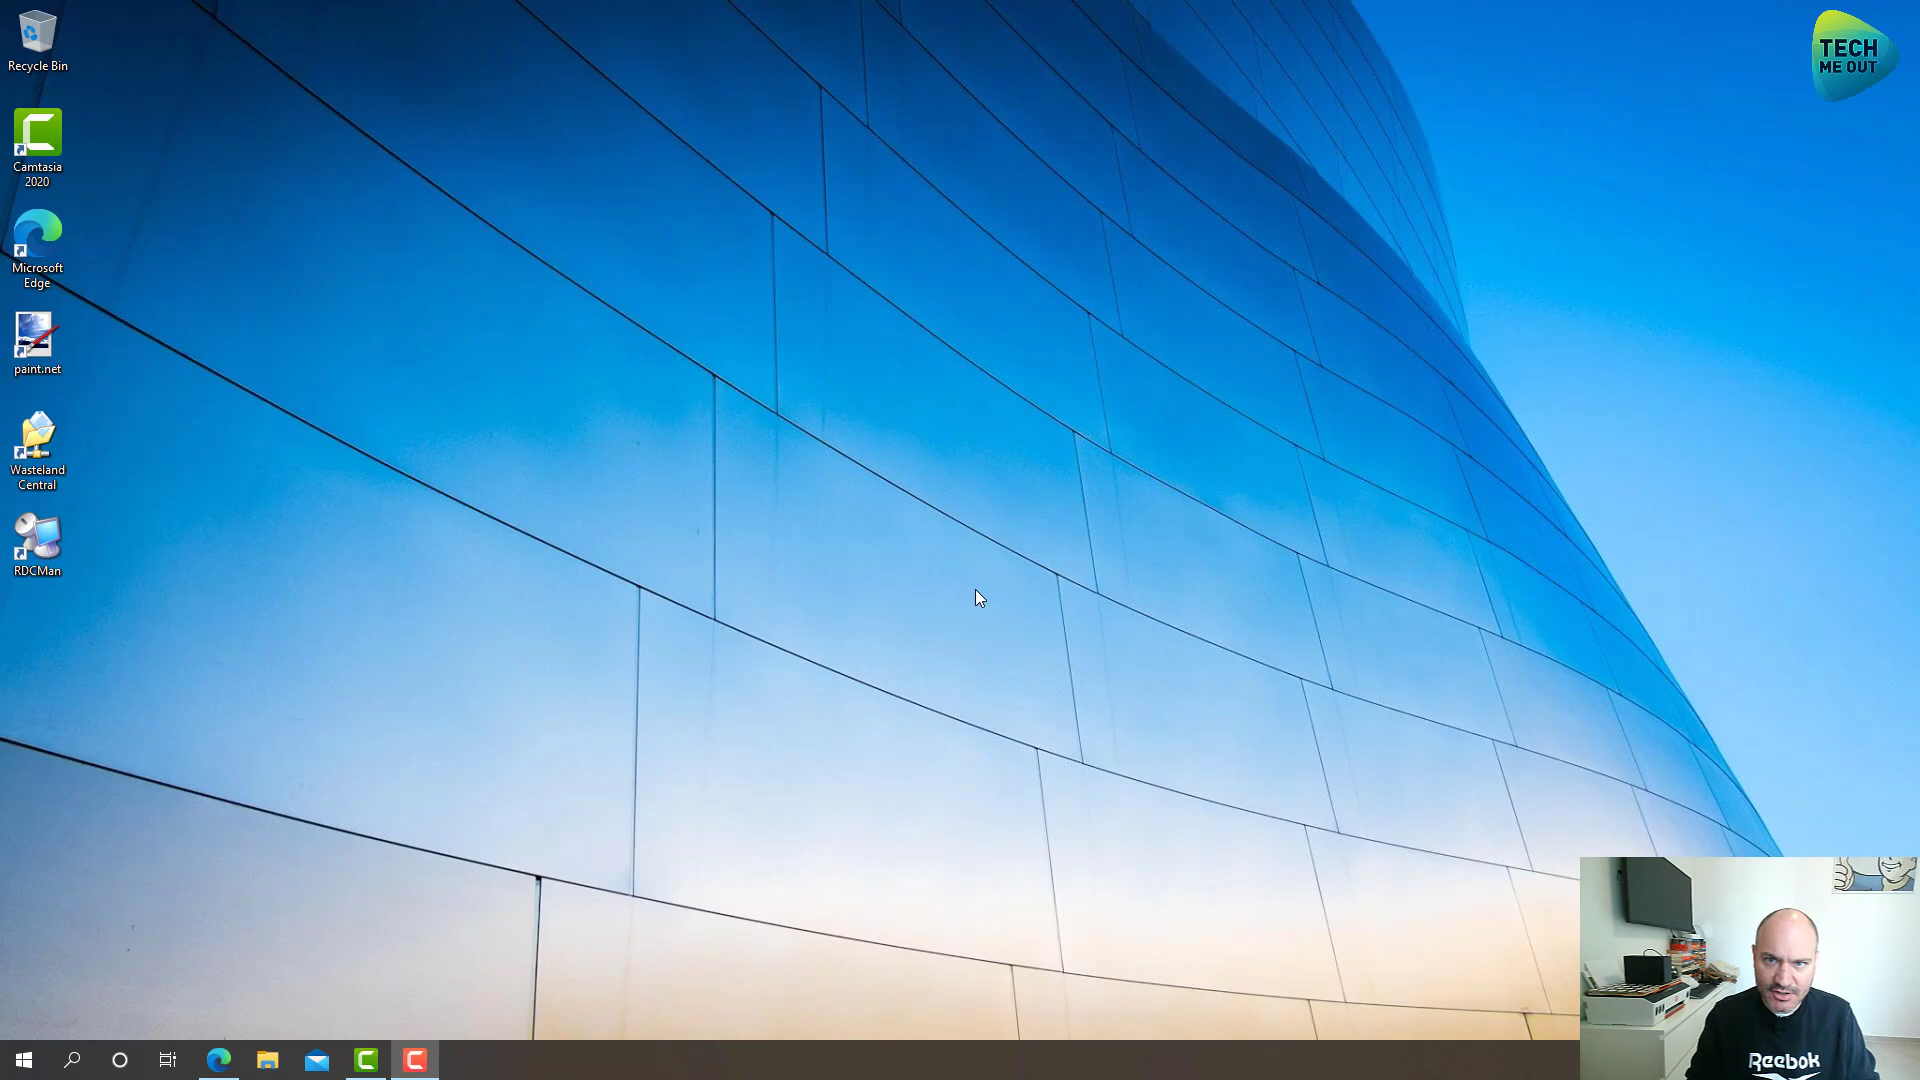 Recycle Bin
TECH
ME OUT
Camtasia
2020
Microsoft
Edge
paint.net
Wasteland
Central
RDCMan
Reebok